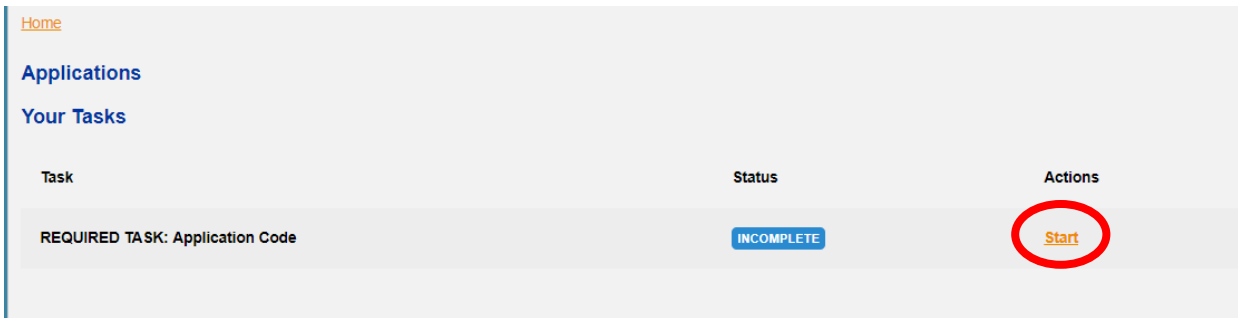 Home
Applications
Your Tasks
Task Status Actions
REQUIRED TASK: Application Code INCOMPLETE Start